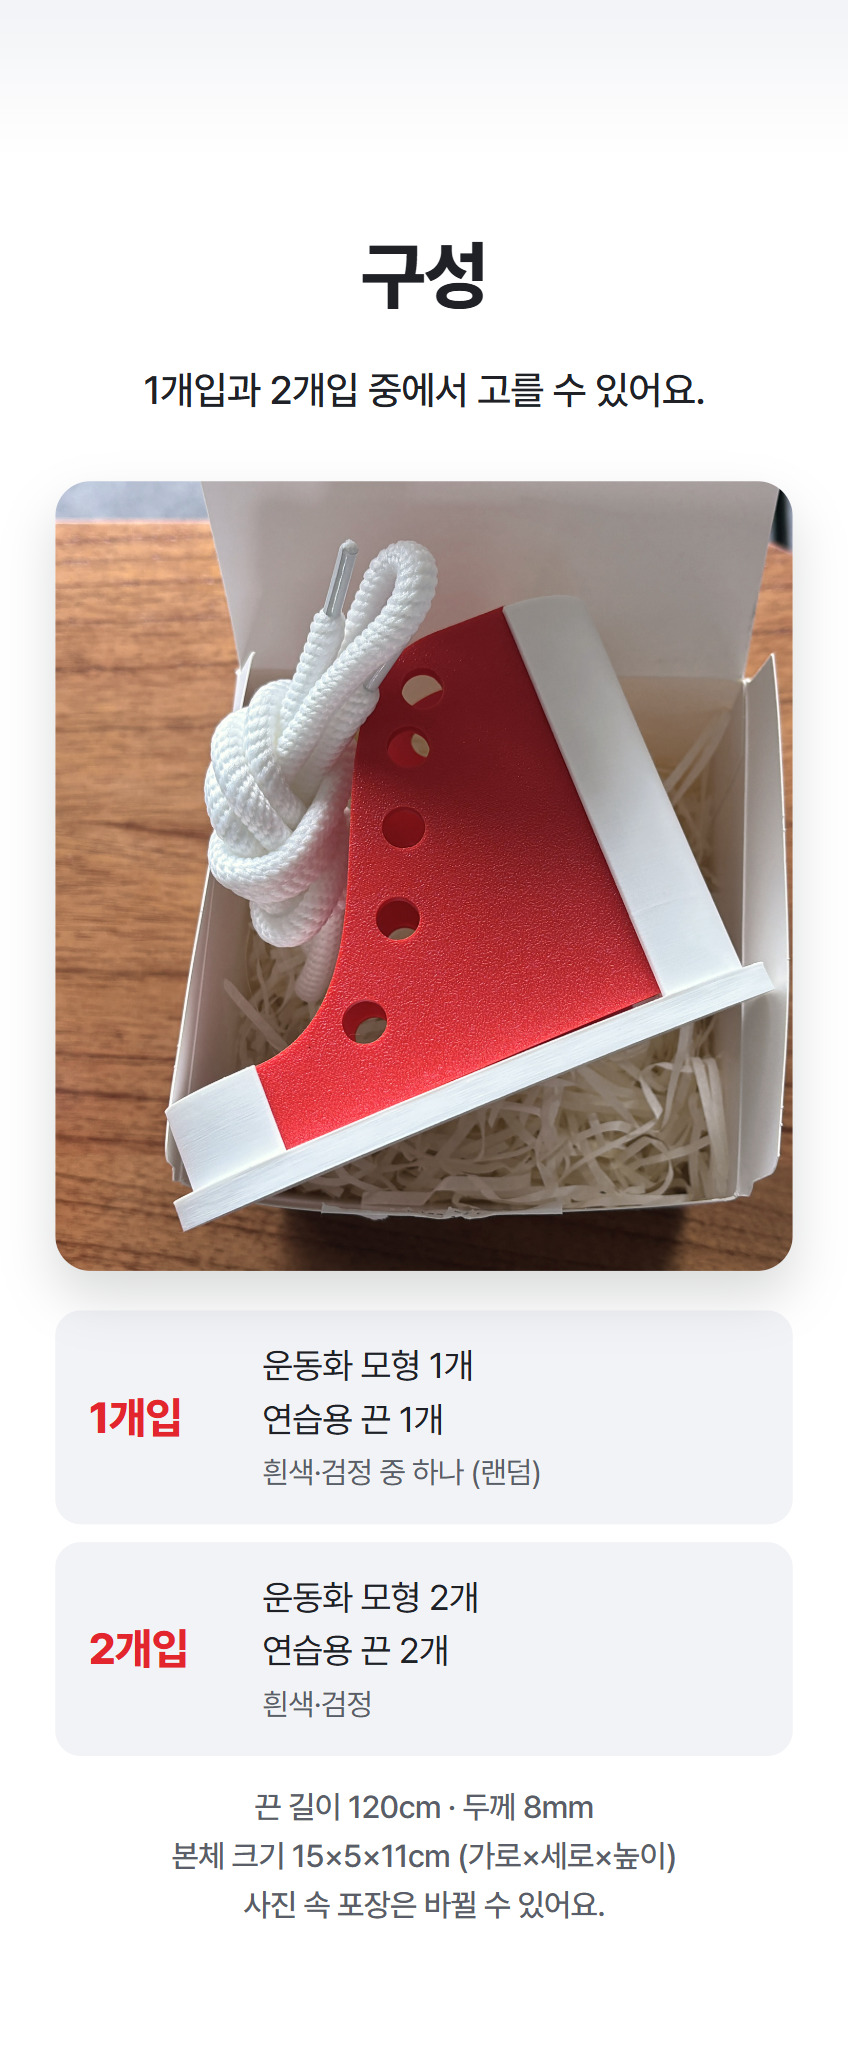 구성
1개입과 2개입 중에서 고를 수 있어요.
1개입
운동화 모형 1개
연습용 끈 1개
흰색·검정 중 하나 (랜덤)
2개입
운동화 모형 2개
연습용 끈 2개
흰색·검정
끈 길이 120cm · 두께 8mm
본체 크기 15×5×11cm (가로×세로×높이)
사진 속 포장은 바뀔 수 있어요.